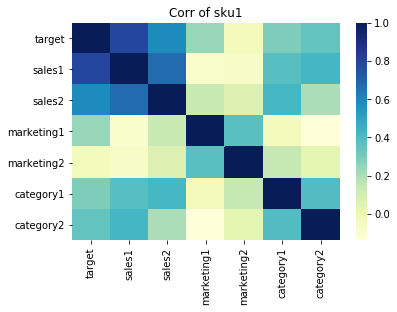 Corr of sku1
target
sales1
sales2
marketing1
marketing2
category1
category2
target
sales1
sales2
marketing1
marketing2
category1
category2
1.0
0.8
0.6
0.4
0.2
0.0